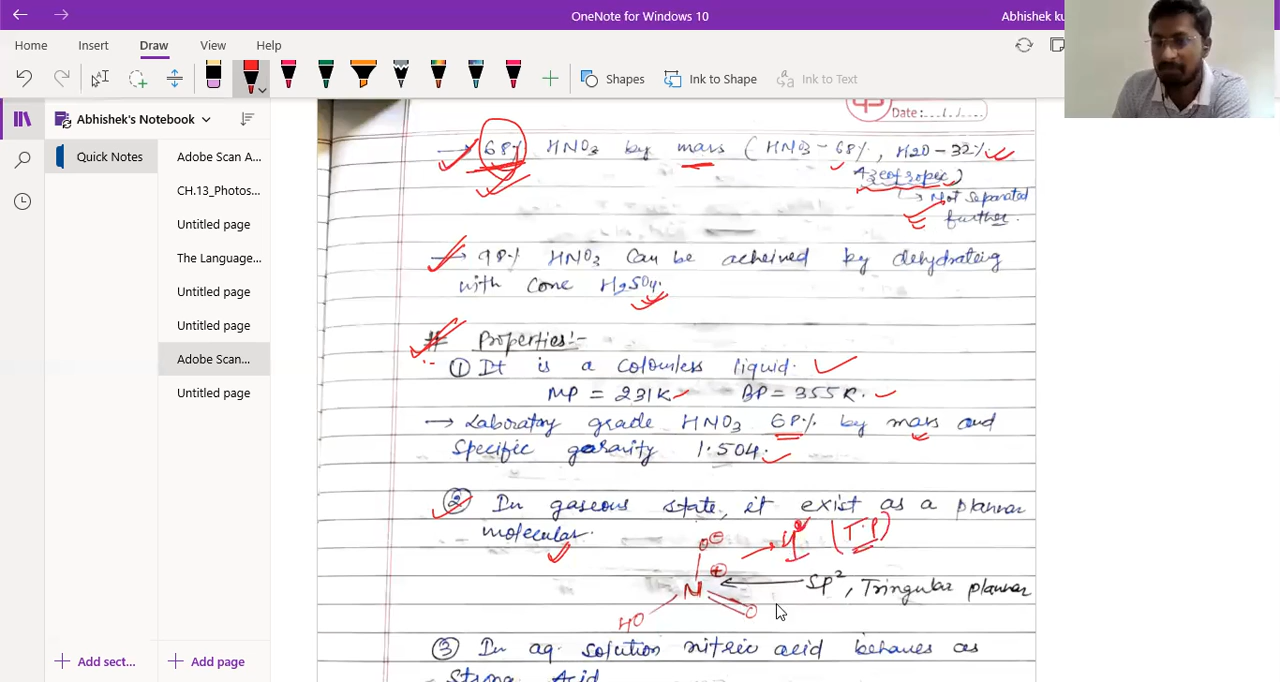 OneNote for Windows 10
Abhishek ku
Home Insert Draw View Help
Shapes Ink to Shape Ink to Text
Abhishek's Notebook
Quick Notes
Adobe Scan A...
CH.13_Photos...
Untitled page
The Language...
Untitled page
Untitled page
Adobe Scan...
Untitled page
Add sect...
Add page
Date:..../..../....
→ 68% HNO3 by mass (HNO3 - 68%, H2O - 32%
Azeotropic)
↳ Not separated
further.
→ 98% HNO3 can be acheived by dehydrating
with conc H2SO4.
# Properties:-
① It is a colourless liquid.
MP = 231K BP = 355K.
→ Laboratory grade HNO3 68% by mass and
Specific gravity 1.504.
② In gaseous state, it exist as a planar
molecular.
O⊖ (T.P)
⊕
N SP², Tringular planar
HO O
③ In aq. solution nitric acid behaves as
Strong Acid